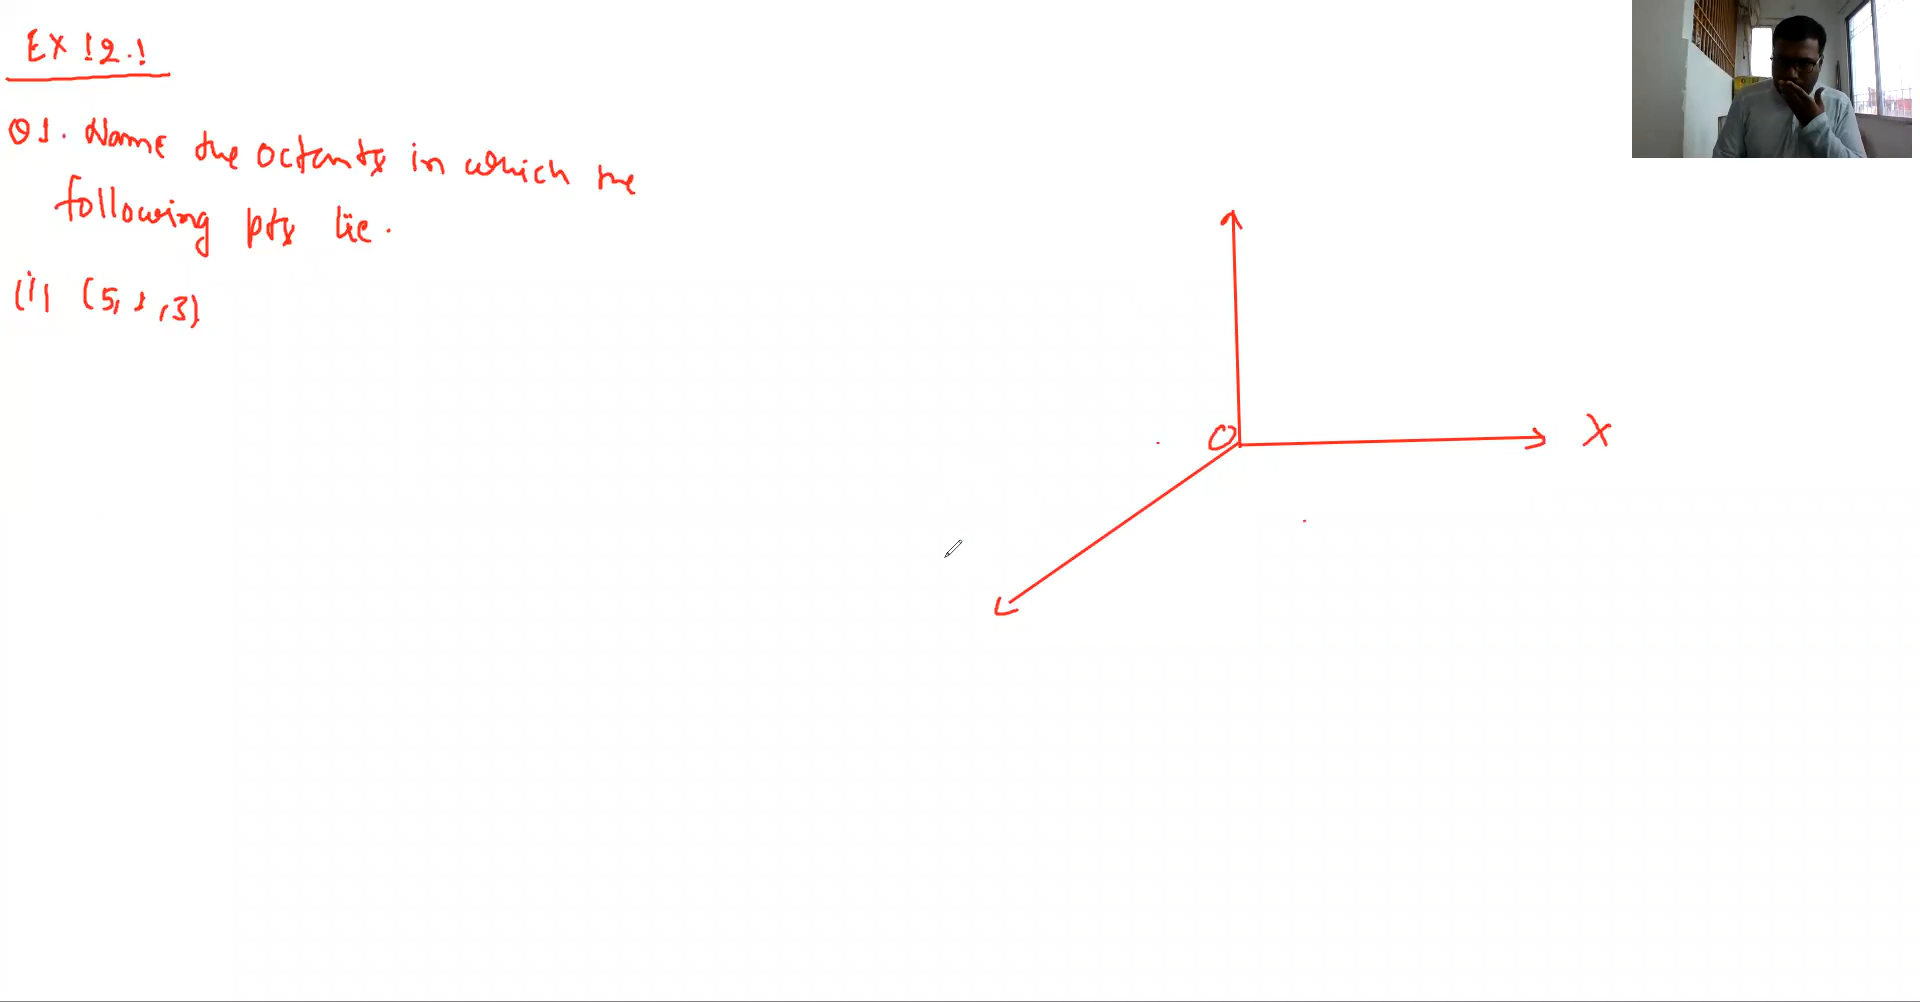 EX 12.1
Q1. Name the octants in which the
following pts lie.
(i) (5, 1, 3)
O
X